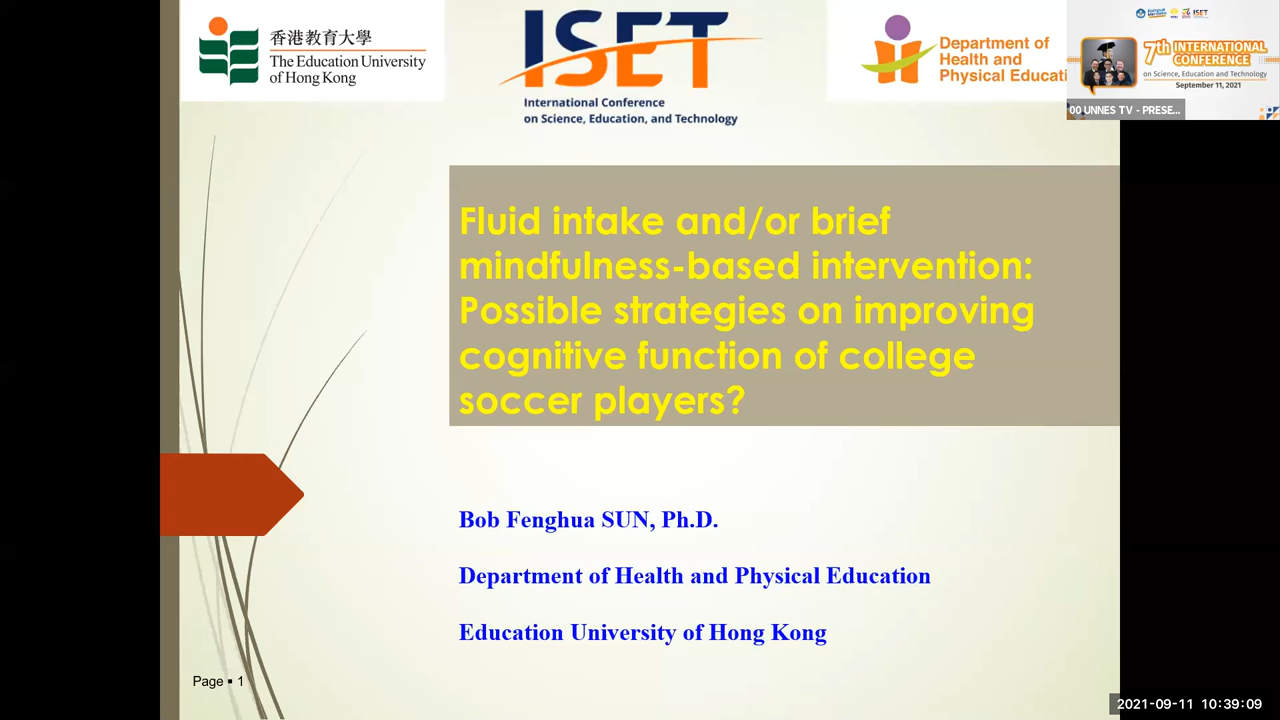 香港教育大學
The Education University
of Hong Kong
ISET
International Conference
on Science, Education, and Technology
Department of
Health and
Physical Educati
ISET
7th INTERNATIONAL
CONFERENCE
on Science, Education and Technology
September 11, 2021
00 UNNES TV - PRESE...
Fluid intake and/or brief
mindfulness-based intervention:
Possible strategies on improving
cognitive function of college
soccer players?
Bob Fenghua SUN, Ph.D.
Department of Health and Physical Education
Education University of Hong Kong
Page ▪ 1
2021-09-11 10:39:09